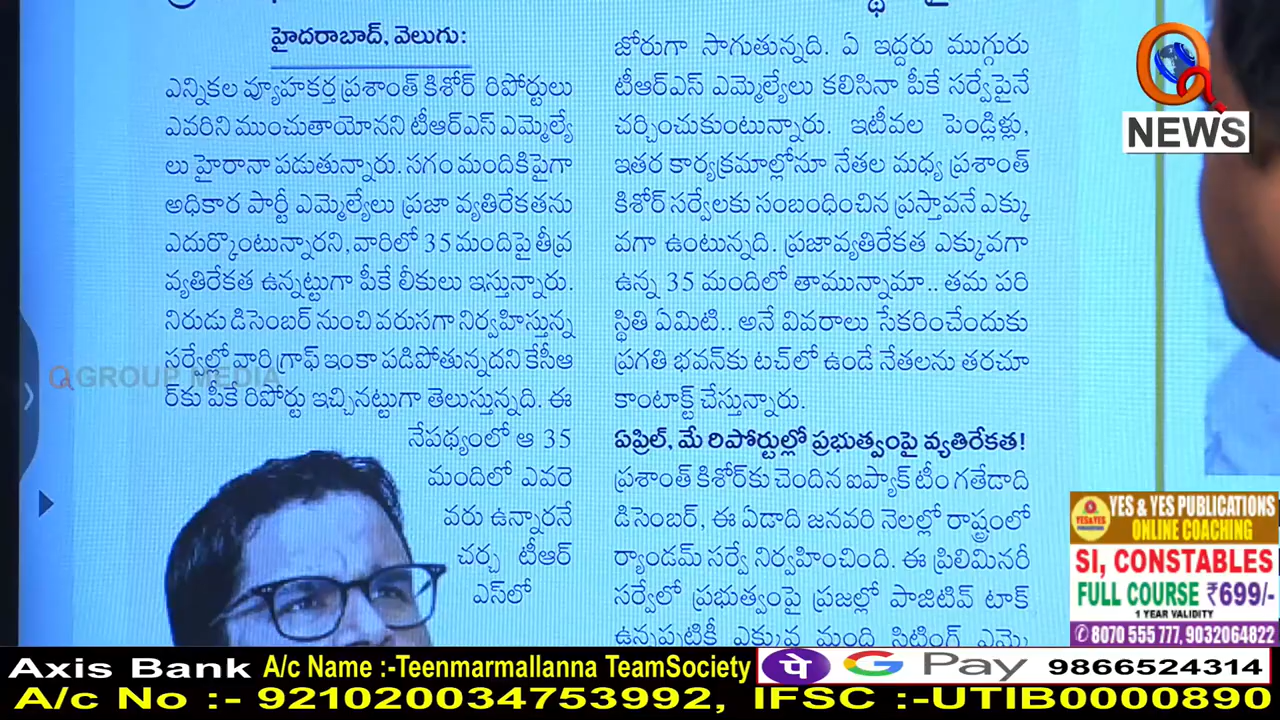 హైదరాబాద్, వెలుగు:
ఎన్నికల వ్యూహకర్త ప్రశాంత్ కిశోర్ రిపోర్టులు
ఎవరిని ముంచుతాయోనని టీఆర్ఎస్ ఎమ్మెల్యే
లు హైరానా పడుతున్నారు. సగం మందికిపైగా
అధికార పార్టీ ఎమ్మెల్యేలు ప్రజా వ్యతిరేకతను
ఎదుర్కొంటున్నారని, వారిలో 35 మందిపై తీవ్ర
వ్యతిరేకత ఉన్నట్టుగా పీకే లీకులు ఇస్తున్నారు.
నిరుడు డిసెంబర్ నుంచి వరుసగా నిర్వహిస్తున్న
సర్వేల్లో వారి గ్రాఫ్ ఇంకా పడిపోతున్నదని కేసీఆ
ర్‌కు పీకే రిపోర్టు ఇచ్చినట్టుగా తెలుస్తున్నది. ఈ
నేపథ్యంలో ఆ 35
మందిలో ఎవరె
వరు ఉన్నారనే
చర్చ టీఆర్
ఎస్‌లో
జోరుగా సాగుతున్నది. ఏ ఇద్దరు ముగ్గురు
టీఆర్ఎస్ ఎమ్మెల్యేలు కలిసినా పీకే సర్వేపైనే
చర్చించుకుంటున్నారు. ఇటీవల పెండ్లిళ్లు,
ఇతర కార్యక్రమాల్లోనూ నేతల మధ్య ప్రశాంత్
కిశోర్ సర్వేలకు సంబంధించిన ప్రస్తావనే ఎక్కు
వగా ఉంటున్నది. ప్రజావ్యతిరేకత ఎక్కువగా
ఉన్న 35 మందిలో తామున్నామా.. తమ పరి
స్థితి ఏమిటి.. అనే వివరాలు సేకరించేందుకు
ప్రగతి భవన్‌కు టచ్‌లో ఉండే నేతలను తరచూ
కాంటాక్ట్ చేస్తున్నారు.
ఏప్రిల్, మే రిపోర్టుల్లో ప్రభుత్వంపై వ్యతిరేకత!
ప్రశాంత్ కిశోర్‌కు చెందిన ఐప్యాక్ టీం గతేడాది
డిసెంబర్, ఈ ఏడాది జనవరి నెలల్లో రాష్ట్రంలో
ర్యాండమ్ సర్వే నిర్వహించింది. ఈ ప్రిలిమినరీ
సర్వేలో ప్రభుత్వంపై ప్రజల్లో పాజిటివ్ టాక్
ఉన్నప్పటికీ ఎక్కువ మంది సిట్టింగ్ ఎమ్మె
Q
NEWS
Q GROUP MEDIA
YES & YES PUBLICATIONS
ONLINE COACHING
SI, CONSTABLES
FULL COURSE ₹699/-
1 YEAR VALIDITY
8070 555 777, 9032064822
Axis Bank A/c Name :-Teenmarmallanna TeamSociety
G Pay 9866524314
A/c No :- 921020034753992, IFSC :-UTIB0000890